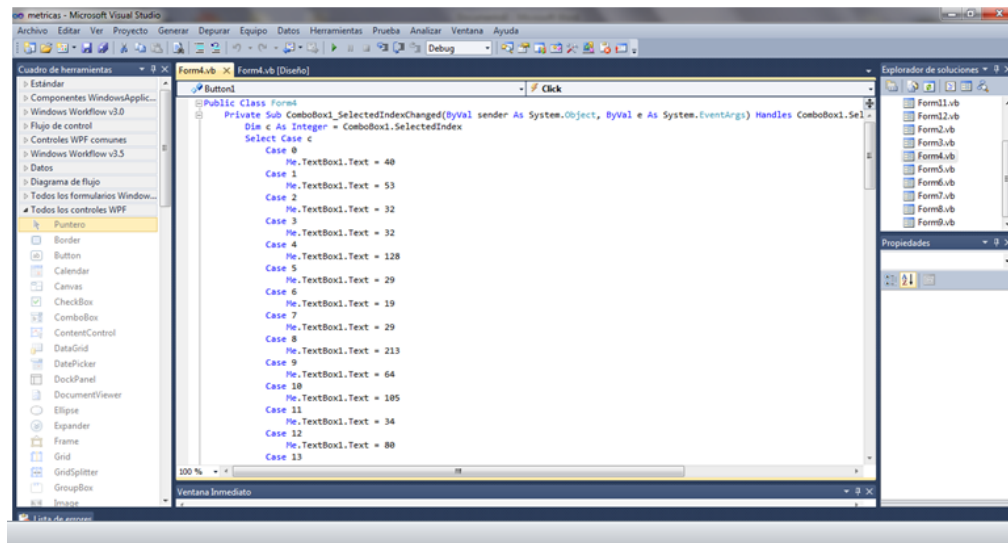 metricas - Microsoft Visual Studio
Archivo Editar Ver Proyecto Generar Depurar Equipo Datos Herramientas Prueba Analizar Ventana Ayuda
Debug
Cuadro de herramientas
Estándar
Componentes WindowsApplic...
Windows Workflow v3.0
Flujo de control
Controles WPF comunes
Windows Workflow v3.5
Datos
Diagrama de flujo
Todos los formularios Window...
Todos los controles WPF
Puntero
Border
Button
Calendar
Canvas
CheckBox
ComboBox
ContentControl
DataGrid
DatePicker
DockPanel
DocumentViewer
Ellipse
Expander
Frame
Grid
GridSplitter
GroupBox
Image
Lista de errores
Form4.vb Form4.vb [Diseño]
Button1 Click
Public Class Form4
Private Sub ComboBox1_SelectedIndexChanged(ByVal sender As System.Object, ByVal e As System.EventArgs) Handles ComboBox1.Sel
Dim c As Integer = ComboBox1.SelectedIndex
Select Case c
Case 0
Me.TextBox1.Text = 40
Case 1
Me.TextBox1.Text = 53
Case 2
Me.TextBox1.Text = 32
Case 3
Me.TextBox1.Text = 32
Case 4
Me.TextBox1.Text = 128
Case 5
Me.TextBox1.Text = 29
Case 6
Me.TextBox1.Text = 19
Case 7
Me.TextBox1.Text = 29
Case 8
Me.TextBox1.Text = 213
Case 9
Me.TextBox1.Text = 64
Case 10
Me.TextBox1.Text = 105
Case 11
Me.TextBox1.Text = 34
Case 12
Me.TextBox1.Text = 80
Case 13
100 %
Ventana Inmediato
Explorador de soluciones
Form11.vb
Form12.vb
Form2.vb
Form3.vb
Form4.vb
Form5.vb
Form6.vb
Form7.vb
Form8.vb
Form9.vb
Propiedades